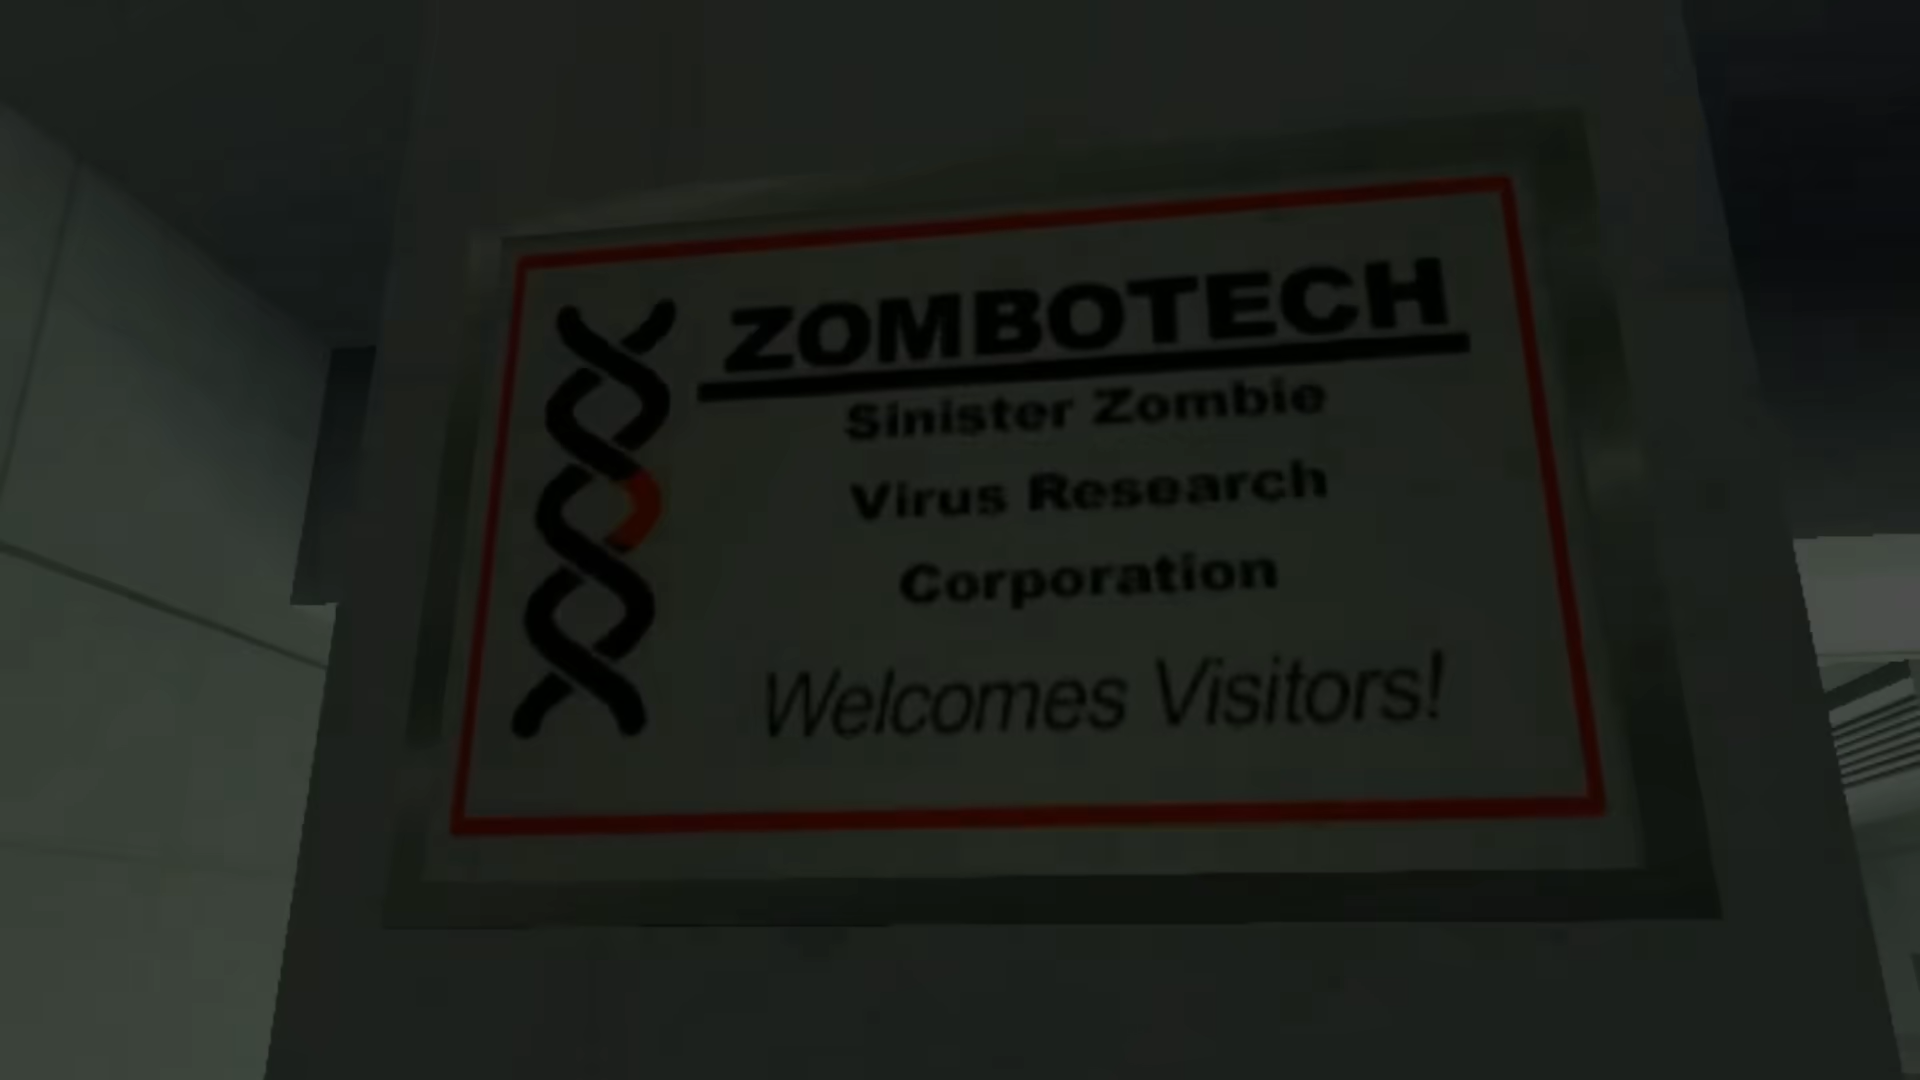 ZOMBOTECH
Sinister Zombie
Virus Research
Corporation
Welcomes Visitors!